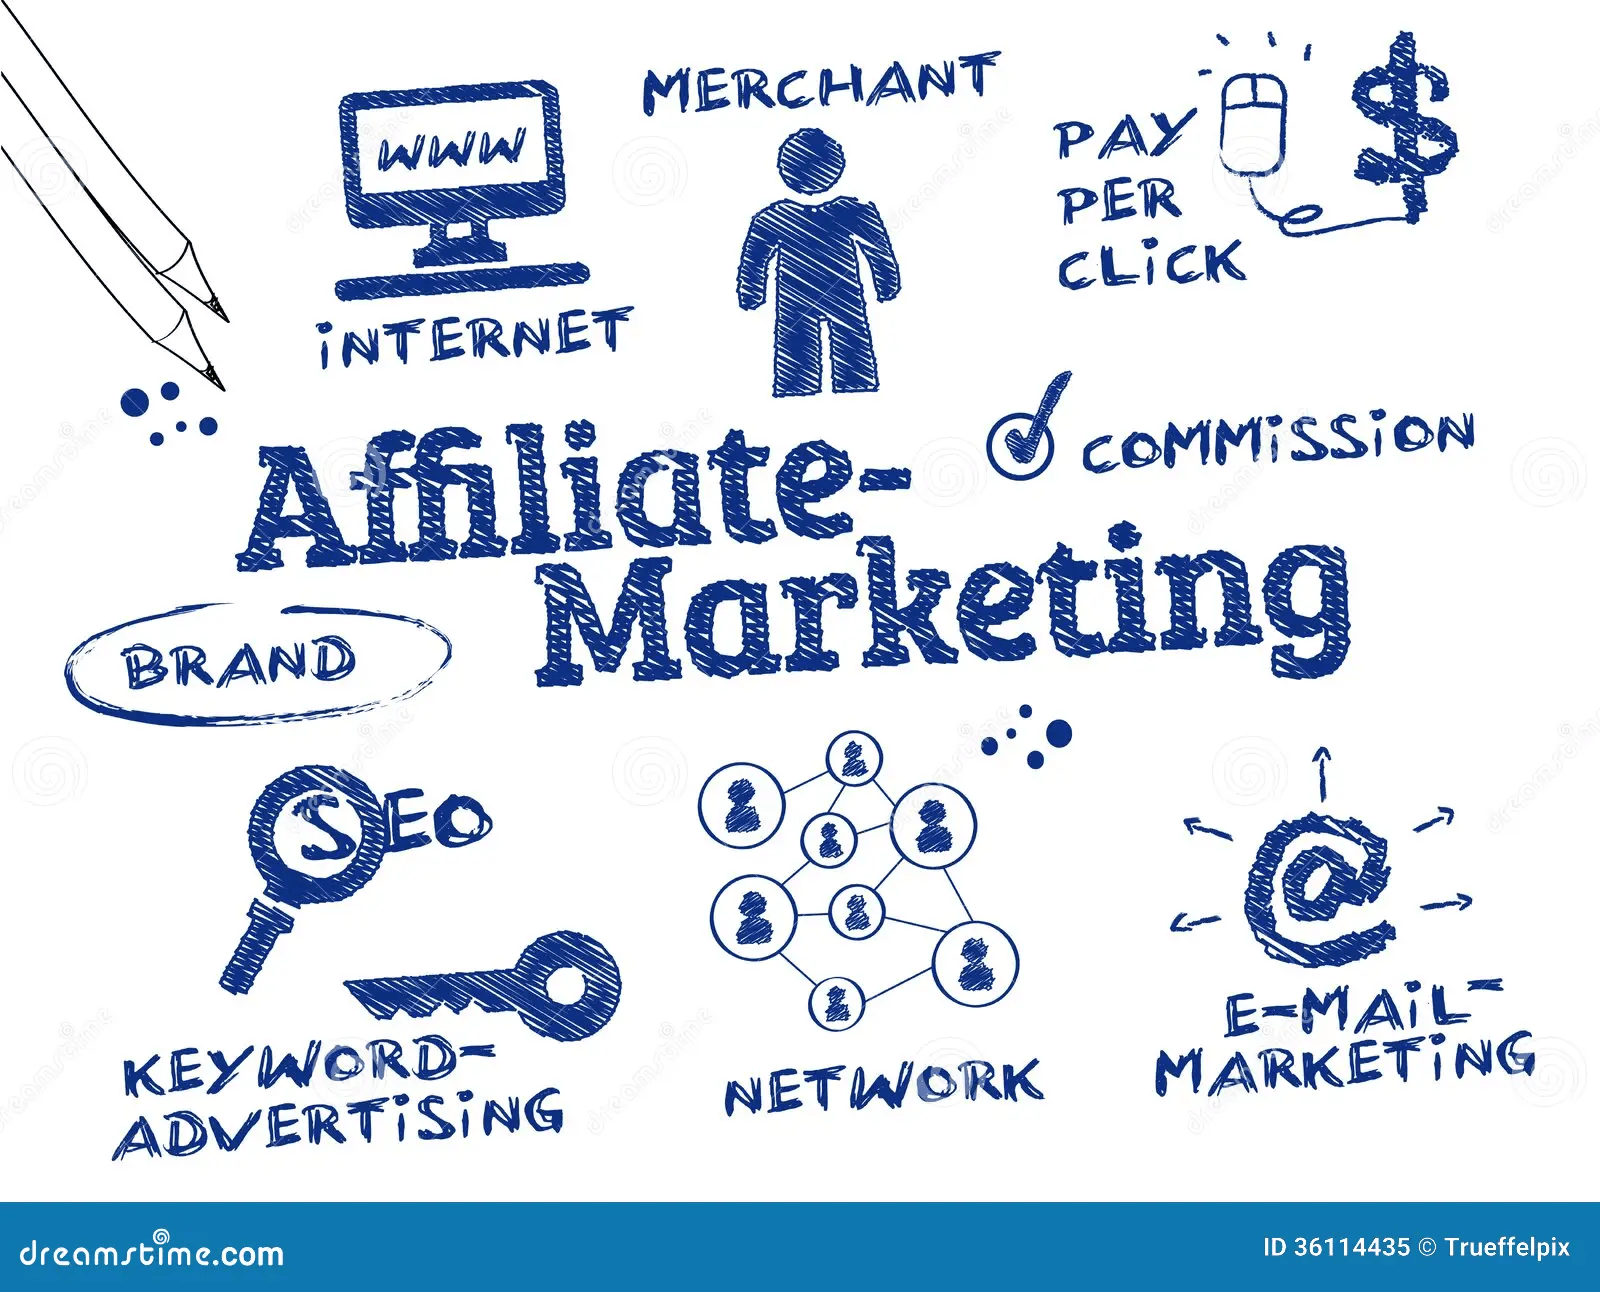 MERCHANT
WWW
PAY
PER
CLiCK
iNTERNET
COMMiSSiON
Affiliate-
Marketing
BRAND
SEO
KEYWORD-
ADVERTiSiNG
NETWORK
E-MAiL-
MARKETiNG
dreamstime.com
ID 36114435 © Trueffelpix